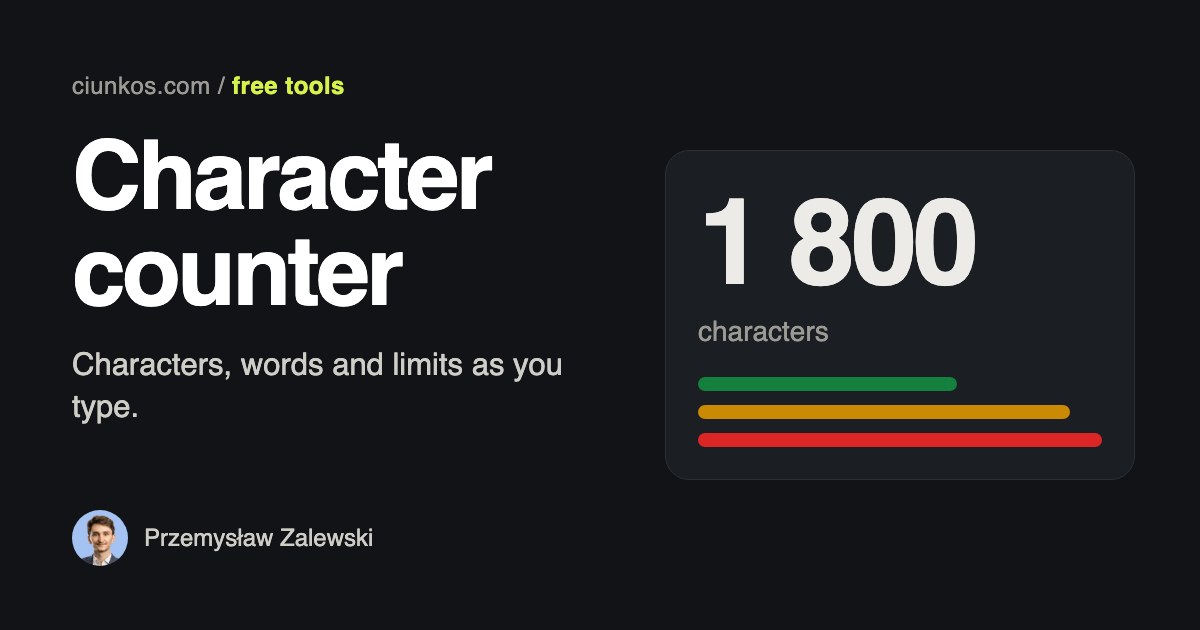 ciunkos.com / free tools
Character
counter
Characters, words and limits as you
type.
Przemysław Zalewski
1 800
characters